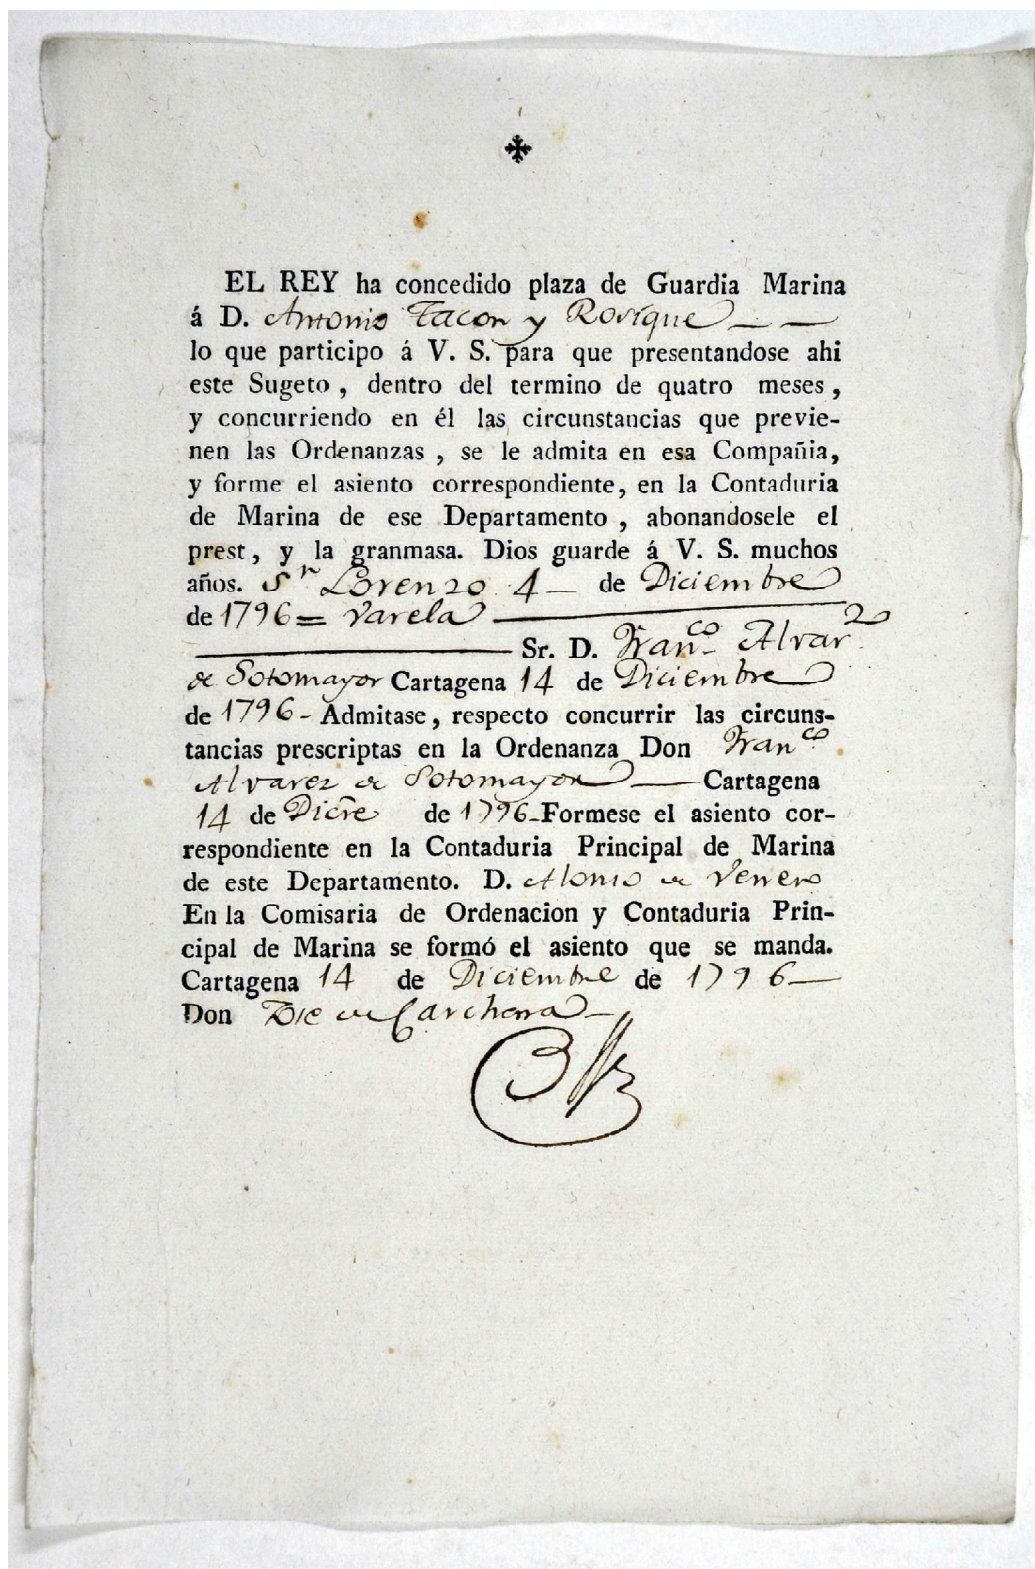 EL REY ha concedido plaza de Guardia Marina
á D. Antonio Tacon y Rosique
lo que participo á V. S. para que presentandose ahi
este Sugeto, dentro del termino de quatro meses,
y concurriendo en él las circunstancias que previe-
nen las Ordenanzas, se le admita en esa Compañia,
y forme el asiento correspondiente, en la Contaduria
de Marina de ese Departamento, abonandosele el
prest, y la granmasa. Dios guarde á V. S. muchos
años. Sn Lorenzo 4 — de Diciembre
de 1796 = Varela
Sr. D. Franco Alvarz
de Sotomayor Cartagena 14 de Diciembre
de 1796 - Admitase, respecto concurrir las circuns-
tancias prescriptas en la Ordenanza Don Franco
Alvarez de Sotomayor — Cartagena
14 de Dicre de 1796 - Formese el asiento cor-
respondiente en la Contaduria Principal de Marina
de este Departamento. D. Alonso de Venero
En la Comisaria de Ordenacion y Contaduria Prin-
cipal de Marina se formó el asiento que se manda.
Cartagena 14 de Diciembre de 1796 —
Don de Carchena —